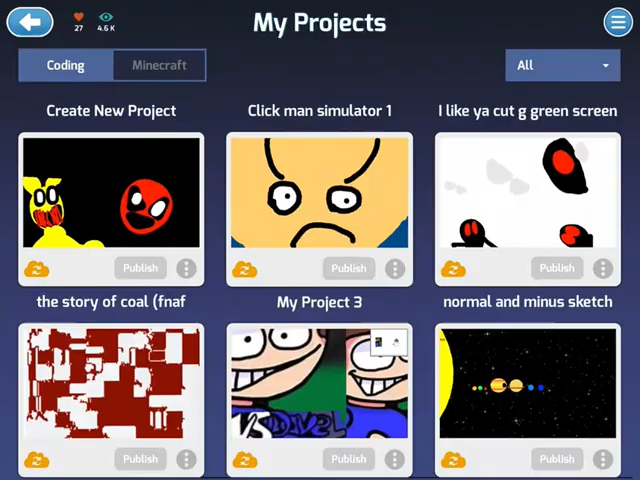 My Projects
27
4.6 K
Coding
Minecraft
All
Create New Project
Click man simulator 1
I like ya cut g green screen
Publish
Publish
Publish
the story of coal (fnaf
My Project 3
normal and minus sketch
VS
Publish
Publish
Publish